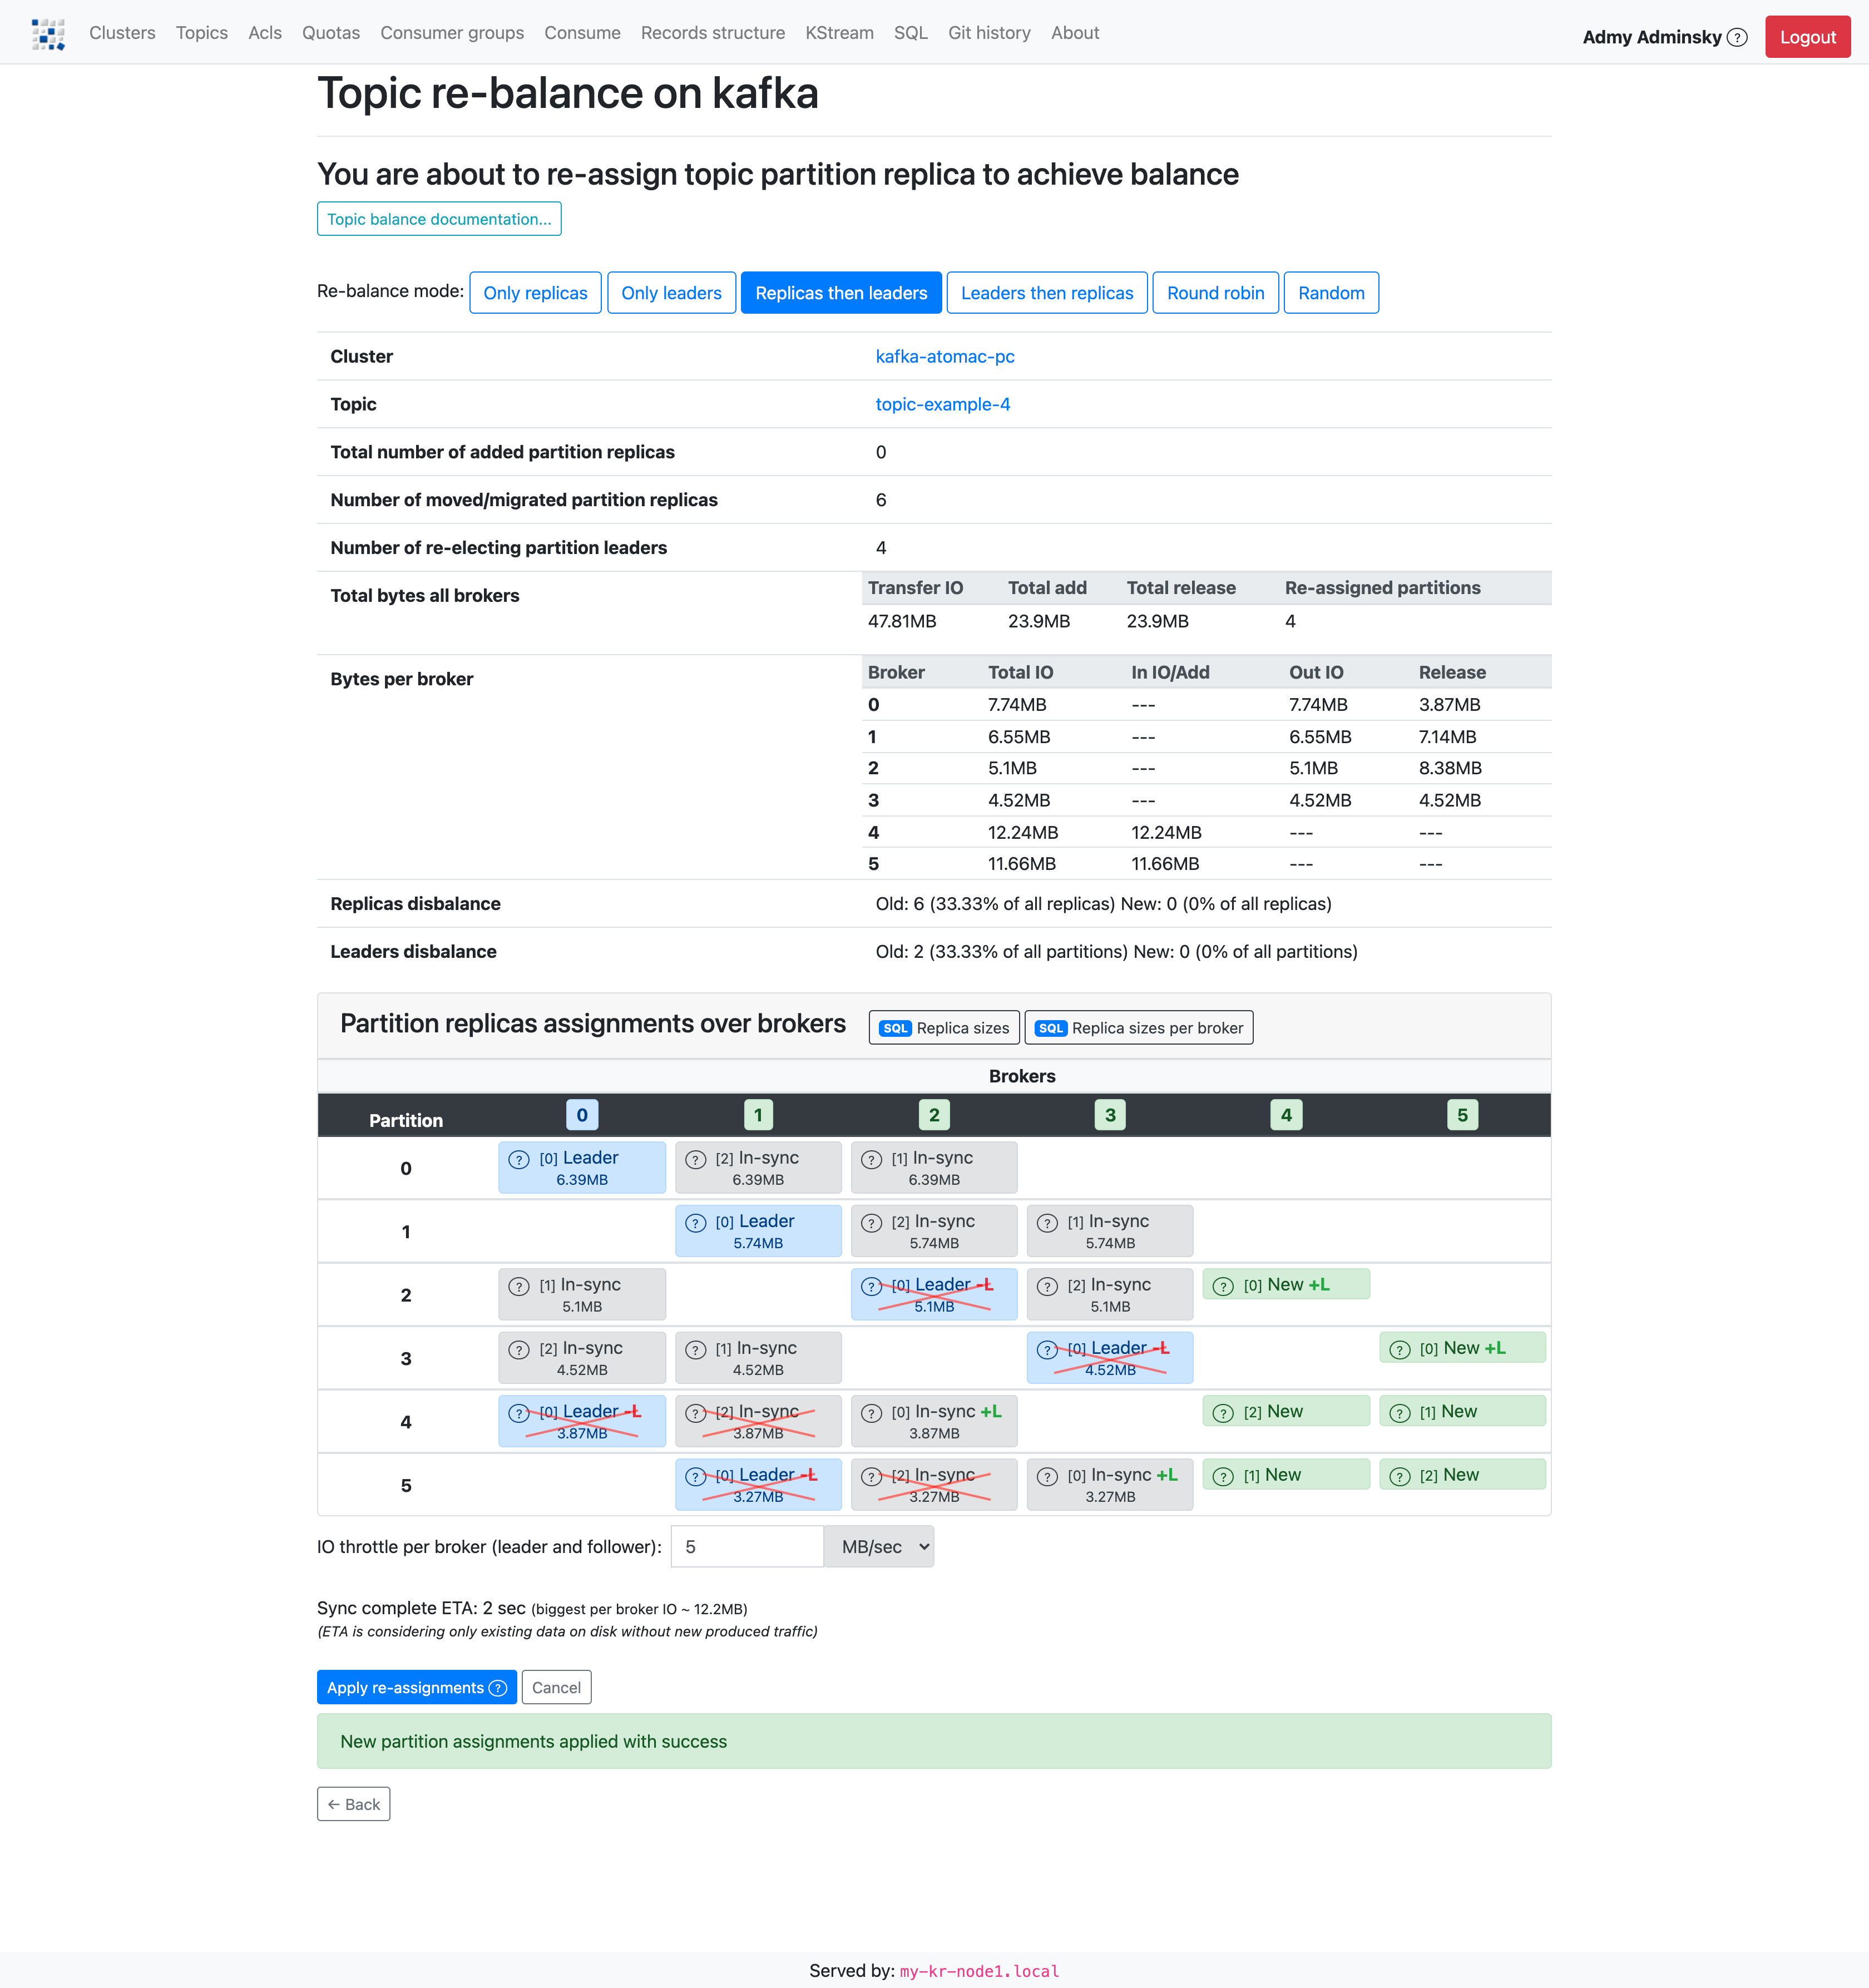 Clusters Topics Acls Quotas Consumer groups Consume Records structure KStream SQL Git history About Admy Adminsky ? Logout
Topic re-balance on kafka
You are about to re-assign topic partition replica to achieve balance
Topic balance documentation...
Re-balance mode: Only replicas Only leaders Replicas then leaders Leaders then replicas Round robin Random
Cluster kafka-atomac-pc
Topic topic-example-4
Total number of added partition replicas 0
Number of moved/migrated partition replicas 6
Number of re-electing partition leaders 4
Total bytes all brokers
Transfer IO Total add Total release Re-assigned partitions
47.81MB 23.9MB 23.9MB 4
Bytes per broker
Broker Total IO In IO/Add Out IO Release
0 7.74MB --- 7.74MB 3.87MB
1 6.55MB --- 6.55MB 7.14MB
2 5.1MB --- 5.1MB 8.38MB
3 4.52MB --- 4.52MB 4.52MB
4 12.24MB 12.24MB --- ---
5 11.66MB 11.66MB --- ---
Replicas disbalance Old: 6 (33.33% of all replicas) New: 0 (0% of all replicas)
Leaders disbalance Old: 2 (33.33% of all partitions) New: 0 (0% of all partitions)
Partition replicas assignments over brokers SQL Replica sizes SQL Replica sizes per broker
Brokers
Partition 0 1 2 3 4 5
0 ? [0] Leader ? [2] In-sync ? [1] In-sync
6.39MB 6.39MB 6.39MB
1 ? [0] Leader ? [2] In-sync ? [1] In-sync
5.74MB 5.74MB 5.74MB
2 ? [1] In-sync ? [0] Leader -L ? [2] In-sync ? [0] New +L
5.1MB 5.1MB 5.1MB
3 ? [2] In-sync ? [1] In-sync ? [0] Leader -L ? [0] New +L
4.52MB 4.52MB 4.52MB
4 ? [0] Leader -L ? [2] In-sync ? [0] In-sync +L ? [2] New ? [1] New
3.87MB 3.87MB 3.87MB
5 ? [0] Leader -L ? [2] In-sync ? [0] In-sync +L ? [1] New ? [2] New
3.27MB 3.27MB 3.27MB
IO throttle per broker (leader and follower): 5 MB/sec
Sync complete ETA: 2 sec (biggest per broker IO ~ 12.2MB)
(ETA is considering only existing data on disk without new produced traffic)
Apply re-assignments ? Cancel
New partition assignments applied with success
← Back
Served by: my-kr-node1.local